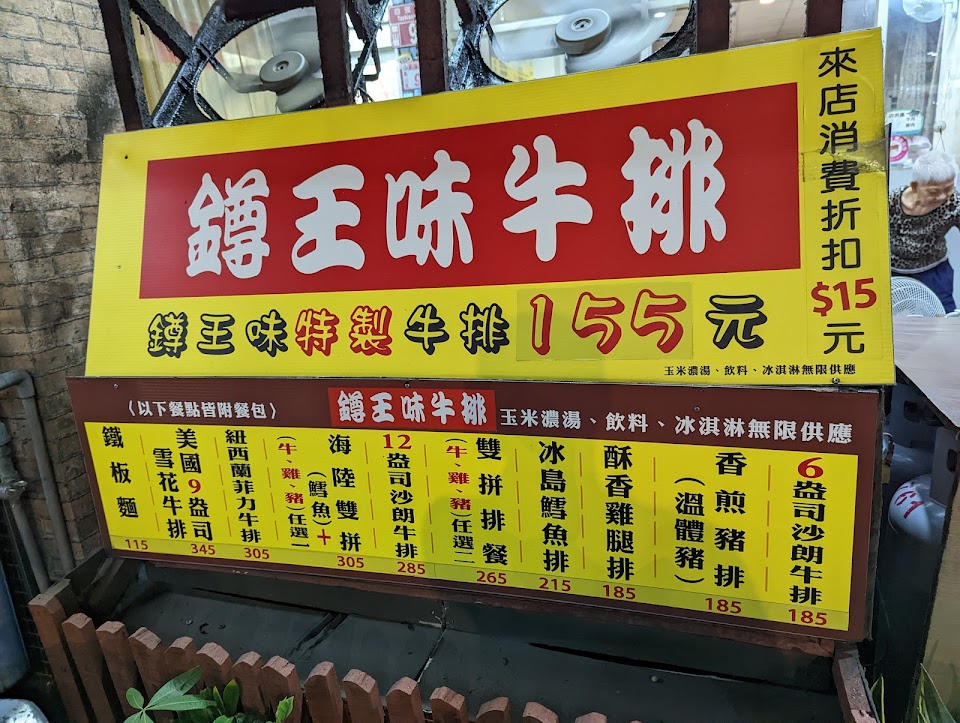 鐏王味牛排
來店消費折扣$15元
鐏王味特製牛排155元
玉米濃湯、飲料、冰淇淋無限供應
(以下餐點皆附餐包)
鐏王味牛排
玉米濃湯、飲料、冰淇淋無限供應
6盎司沙朗牛排
185
香煎豬排
(溫體豬)
185
酥香雞腿排
185
冰島鱈魚排
215
雙拼排餐
(牛、雞、豬)任選二
265
12盎司沙朗牛排
285
海陸雙拼
(鱈魚)+
(牛、雞、豬)任選一
305
紐西蘭菲力牛排
305
美國9盎司
雪花牛排
345
鐵板麵
115